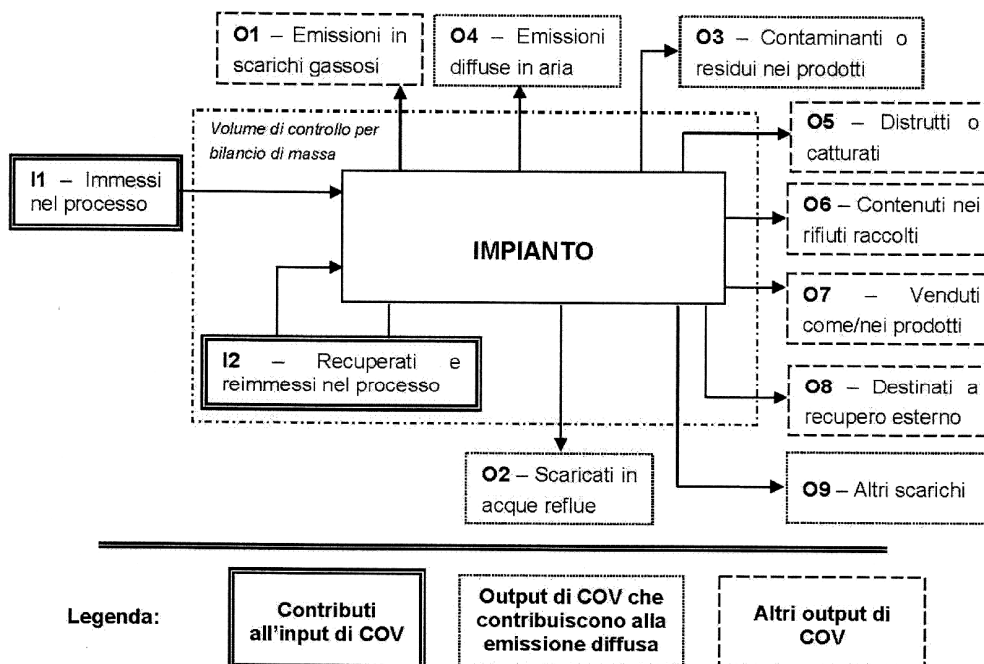 O1 – Emissioni in
scarichi gassosi
O4 – Emissioni
diffuse in aria
O3 – Contaminanti o
residui nei prodotti
Volume di controllo per
bilancio di massa
O5 – Distrutti o
catturati
I1 – Immessi
nel processo
O6 – Contenuti nei
rifiuti raccolti
IMPIANTO
O7 – Venduti
come/nei prodotti
I2 – Recuperati e
reimmessi nel processo
O8 – Destinati a
recupero esterno
O2 – Scaricati in
acque reflue
O9 – Altri scarichi
Legenda:
Contributi
all'input di COV
Output di COV che
contribuiscono alla
emissione diffusa
Altri output di
COV